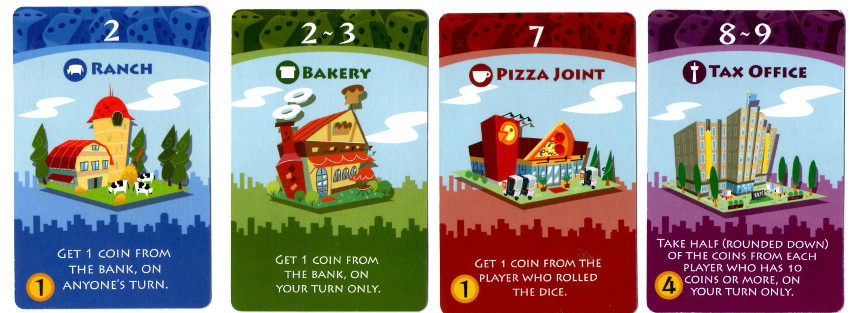 2
RANCH
GET 1 COIN FROM
THE BANK, ON
ANYONE'S TURN.
1
2~3
BAKERY
GET 1 COIN FROM
THE BANK, ON
YOUR TURN ONLY.
7
PIZZA JOINT
GET 1 COIN FROM THE
PLAYER WHO ROLLED
THE DICE.
1
8~9
TAX OFFICE
TAKE HALF (ROUNDED DOWN)
OF THE COINS FROM EACH
PLAYER WHO HAS 10
COINS OR MORE, ON
YOUR TURN ONLY.
4